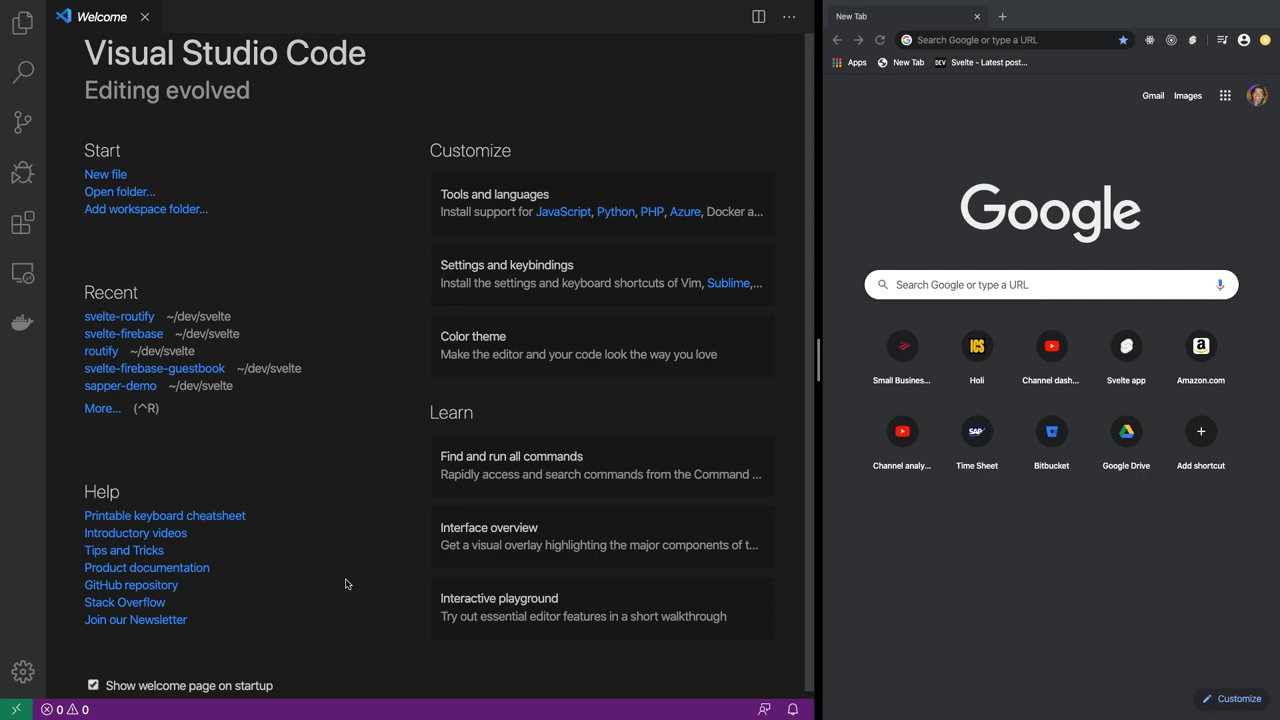 Welcome
Visual Studio Code
Editing evolved
Start
New file
Open folder...
Add workspace folder...
Recent
svelte-routify ~/dev/svelte
svelte-firebase ~/dev/svelte
routify ~/dev/svelte
svelte-firebase-guestbook ~/dev/svelte
sapper-demo ~/dev/svelte
More... (^R)
Help
Printable keyboard cheatsheet
Introductory videos
Tips and Tricks
Product documentation
GitHub repository
Stack Overflow
Join our Newsletter
Show welcome page on startup
Customize
Tools and languages
Install support for JavaScript, Python, PHP, Azure, Docker a...
Settings and keybindings
Install the settings and keyboard shortcuts of Vim, Sublime,...
Color theme
Make the editor and your code look the way you love
Learn
Find and run all commands
Rapidly access and search commands from the Command ...
Interface overview
Get a visual overlay highlighting the major components of t...
Interactive playground
Try out essential editor features in a short walkthrough
0 0
New Tab
Search Google or type a URL
Apps New Tab DEV Svelte - Latest post...
Gmail Images
Google
Search Google or type a URL
ICS
Small Busines... Holi Channel dash... Svelte app Amazon.com
SAP
Channel analy... Time Sheet Bitbucket Google Drive Add shortcut
Customize